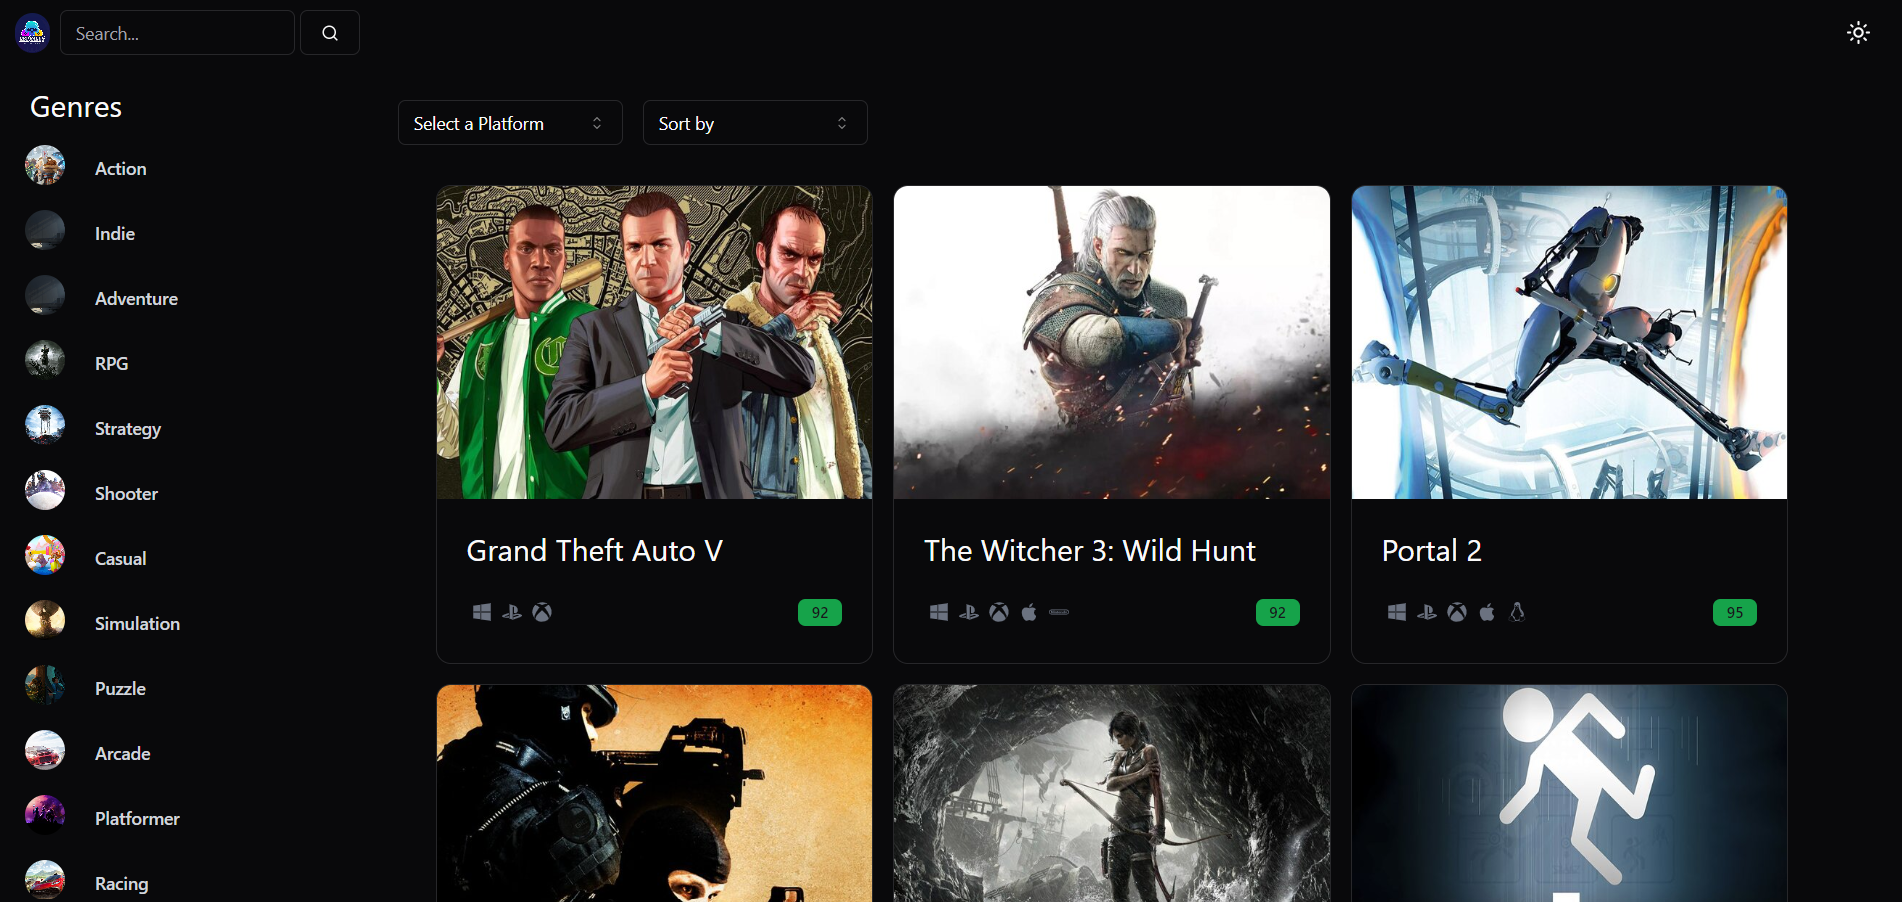 Search...
Genres
Action
Indie
Adventure
RPG
Strategy
Shooter
Casual
Simulation
Puzzle
Arcade
Platformer
Racing
Select a Platform
Sort by
Grand Theft Auto V
92
The Witcher 3: Wild Hunt
92
Portal 2
95